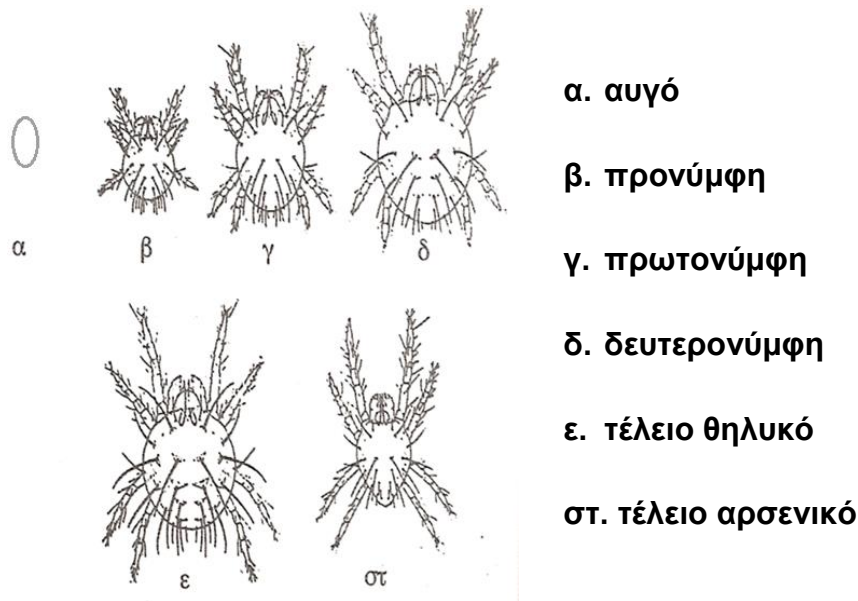 α
β
γ
δ
ε
στ
α. αυγό
β. προνύμφη
γ. πρωτονύμφη
δ. δευτερονύμφη
ε. τέλειο θηλυκό
στ. τέλειο αρσενικό